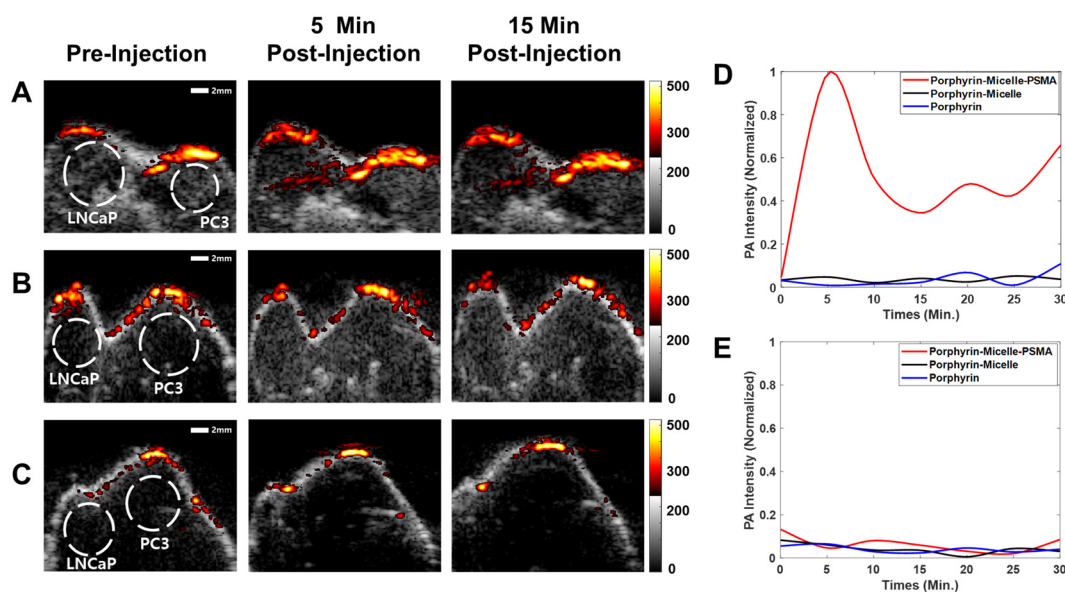 Pre-Injection
5 Min
Post-Injection
15 Min
Post-Injection
A
2mm
LNCaP
PC3
500
300
200
0
B
2mm
LNCaP
PC3
500
300
200
0
C
2mm
LNCaP
PC3
500
300
200
0
D
PA Intensity (Normalized)
1
0.8
0.6
0.4
0.2
0
Porphyrin-Micelle-PSMA
Porphyrin-Micelle
Porphyrin
0 5 10 15 20 25 30
Times (Min.)
E
PA Intensity (Normalized)
1
0.8
0.6
0.4
0.2
0
Porphyrin-Micelle-PSMA
Porphyrin-Micelle
Porphyrin
0 5 10 15 20 25 30
Times (Min.)